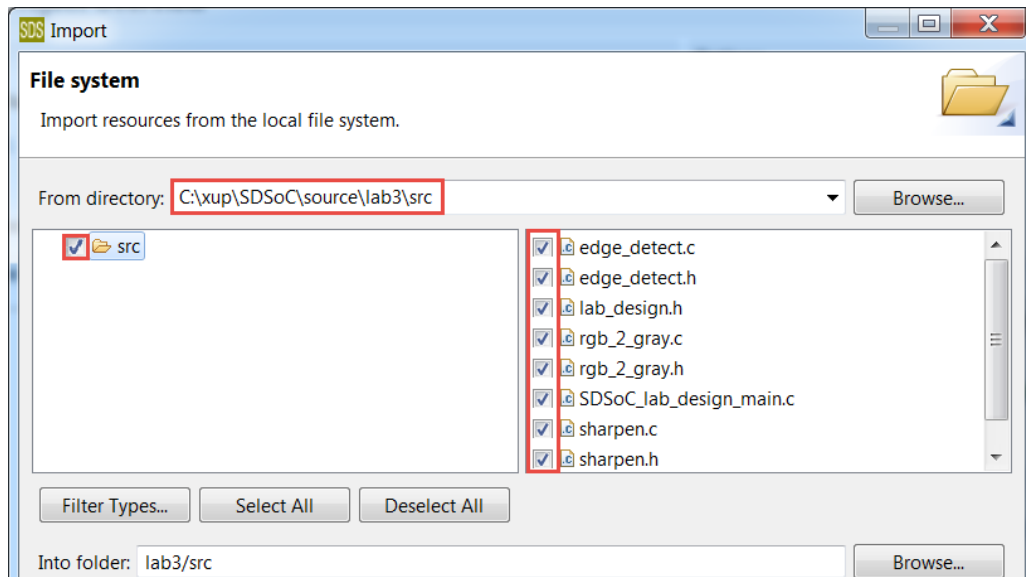 SDS Import
File system
Import resources from the local file system.
From directory: C:\xup\SDSoC\source\lab3\src Browse...
src
edge_detect.c
edge_detect.h
lab_design.h
rgb_2_gray.c
rgb_2_gray.h
SDSoC_lab_design_main.c
sharpen.c
sharpen.h
Filter Types... Select All Deselect All
Into folder: lab3/src Browse...